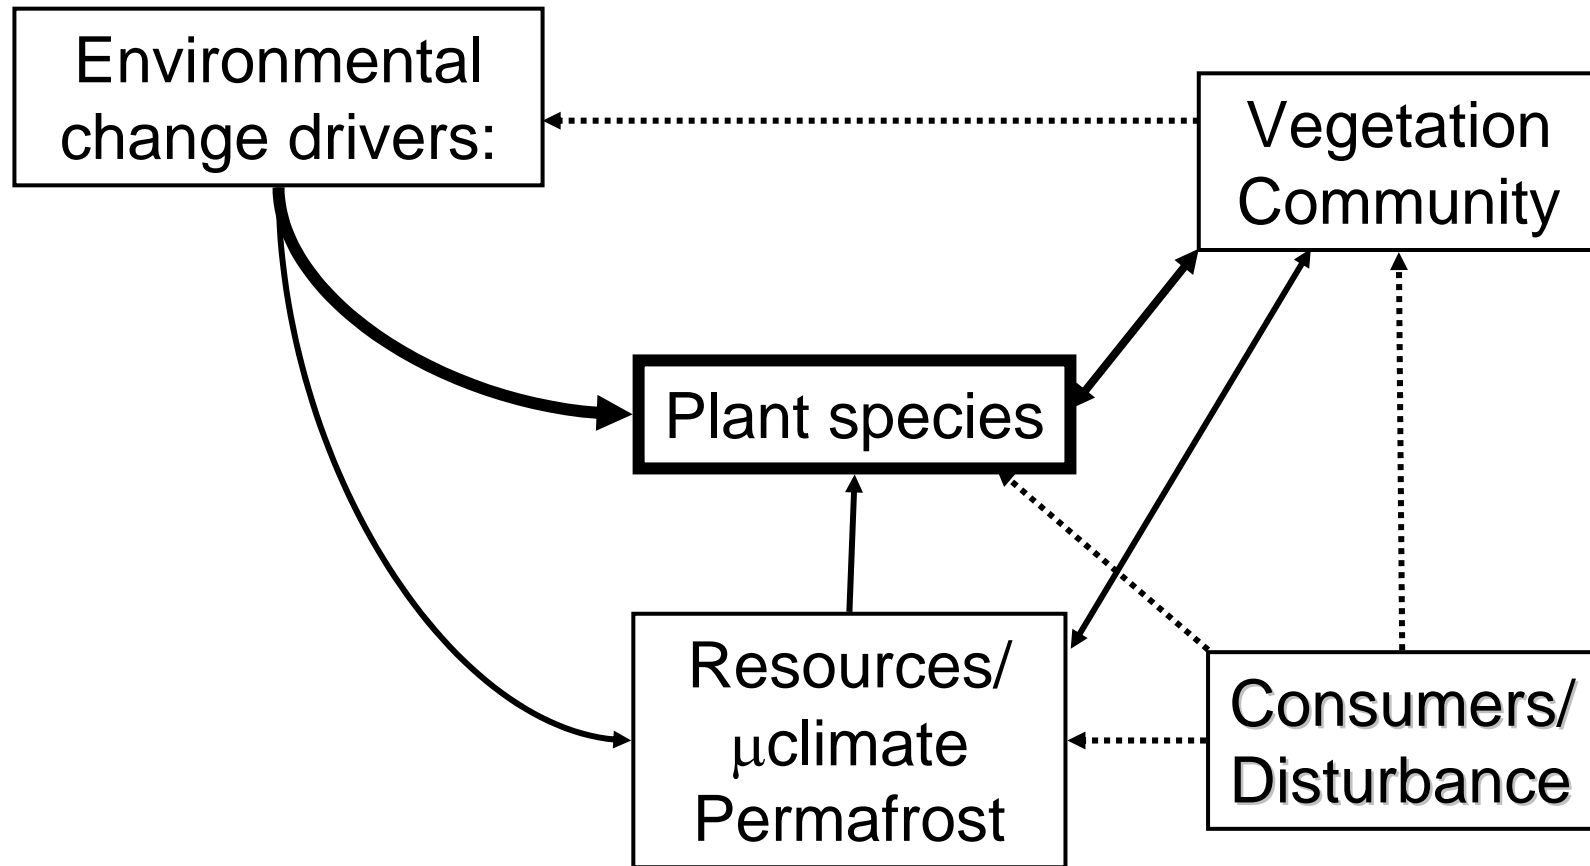 Environmental
change drivers:
Vegetation
Community
Plant species
Resources/
μclimate
Permafrost
Consumers/
Disturbance